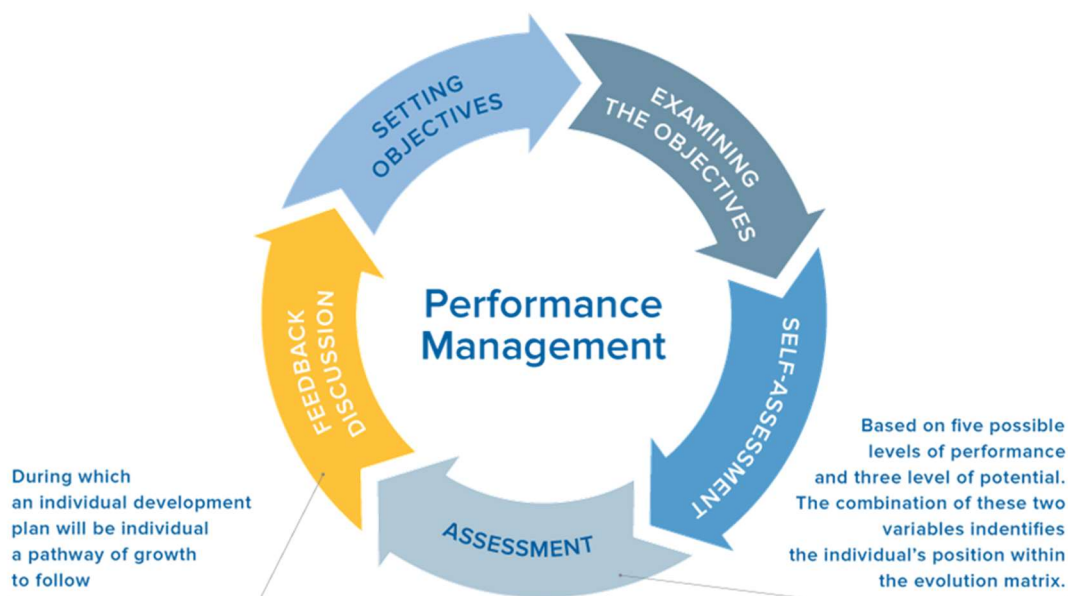 SETTING
OBJECTIVES
EXAMINING
THE OBJECTIVES
SELF-ASSESSMENT
ASSESSMENT
FEEDBACK
DISCUSSION
Performance
Management
During which
an individual development
plan will be individual
a pathway of growth
to follow
Based on five possible
levels of performance
and three level of potential.
The combination of these two
variables indentifies
the individual's position within
the evolution matrix.